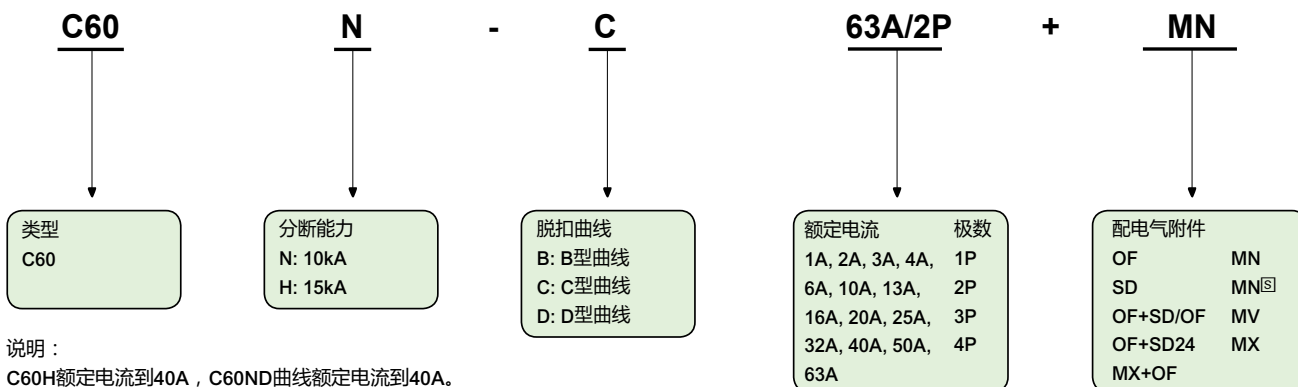 C60 N - C 63A/2P + MN
类型
C60
分断能力
N: 10kA
H: 15kA
脱扣曲线
B: B型曲线
C: C型曲线
D: D型曲线
额定电流 极数
1A, 2A, 3A, 4A, 1P
6A, 10A, 13A, 2P
16A, 20A, 25A, 3P
32A, 40A, 50A, 4P
63A
配电气附件
OF MN
SD MN🅂
OF+SD/OF MV
OF+SD24 MX
MX+OF
说明：
C60H额定电流到40A，C60ND曲线额定电流到40A。